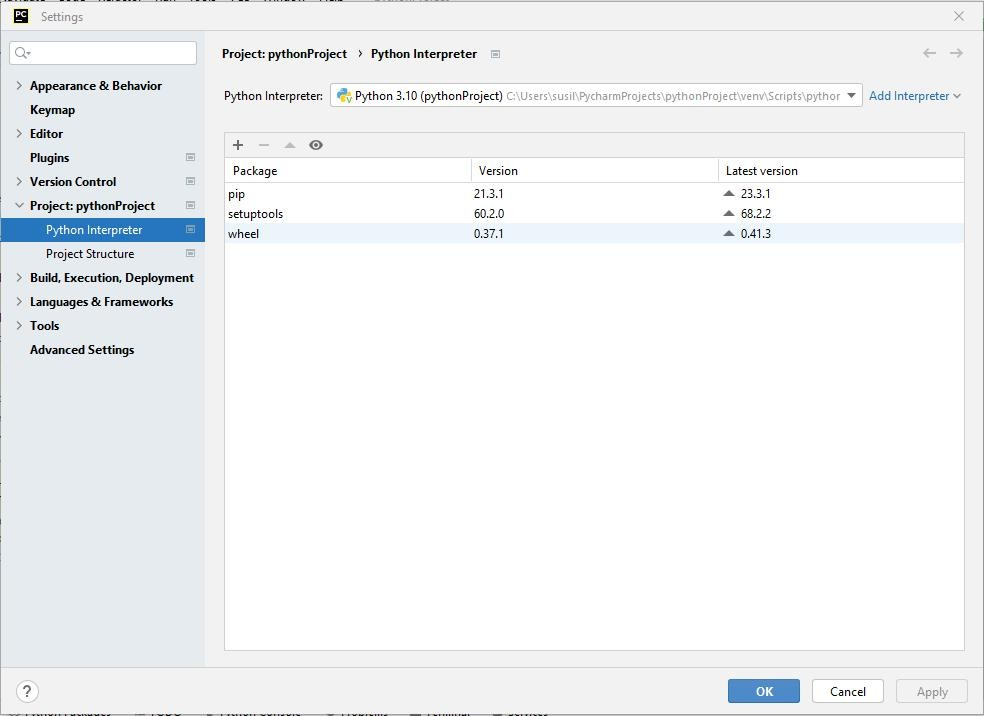 PC Settings
Project: pythonProject › Python Interpreter
Appearance & Behavior
Keymap
Editor
Plugins
Version Control
Project: pythonProject
Python Interpreter
Project Structure
Build, Execution, Deployment
Languages & Frameworks
Tools
Advanced Settings
Python Interpreter: Python 3.10 (pythonProject) C:\Users\susil\PycharmProjects\pythonProject\venv\Scripts\python Add Interpreter
Package Version Latest version
pip 21.3.1 23.3.1
setuptools 60.2.0 68.2.2
wheel 0.37.1 0.41.3
? OK Cancel Apply